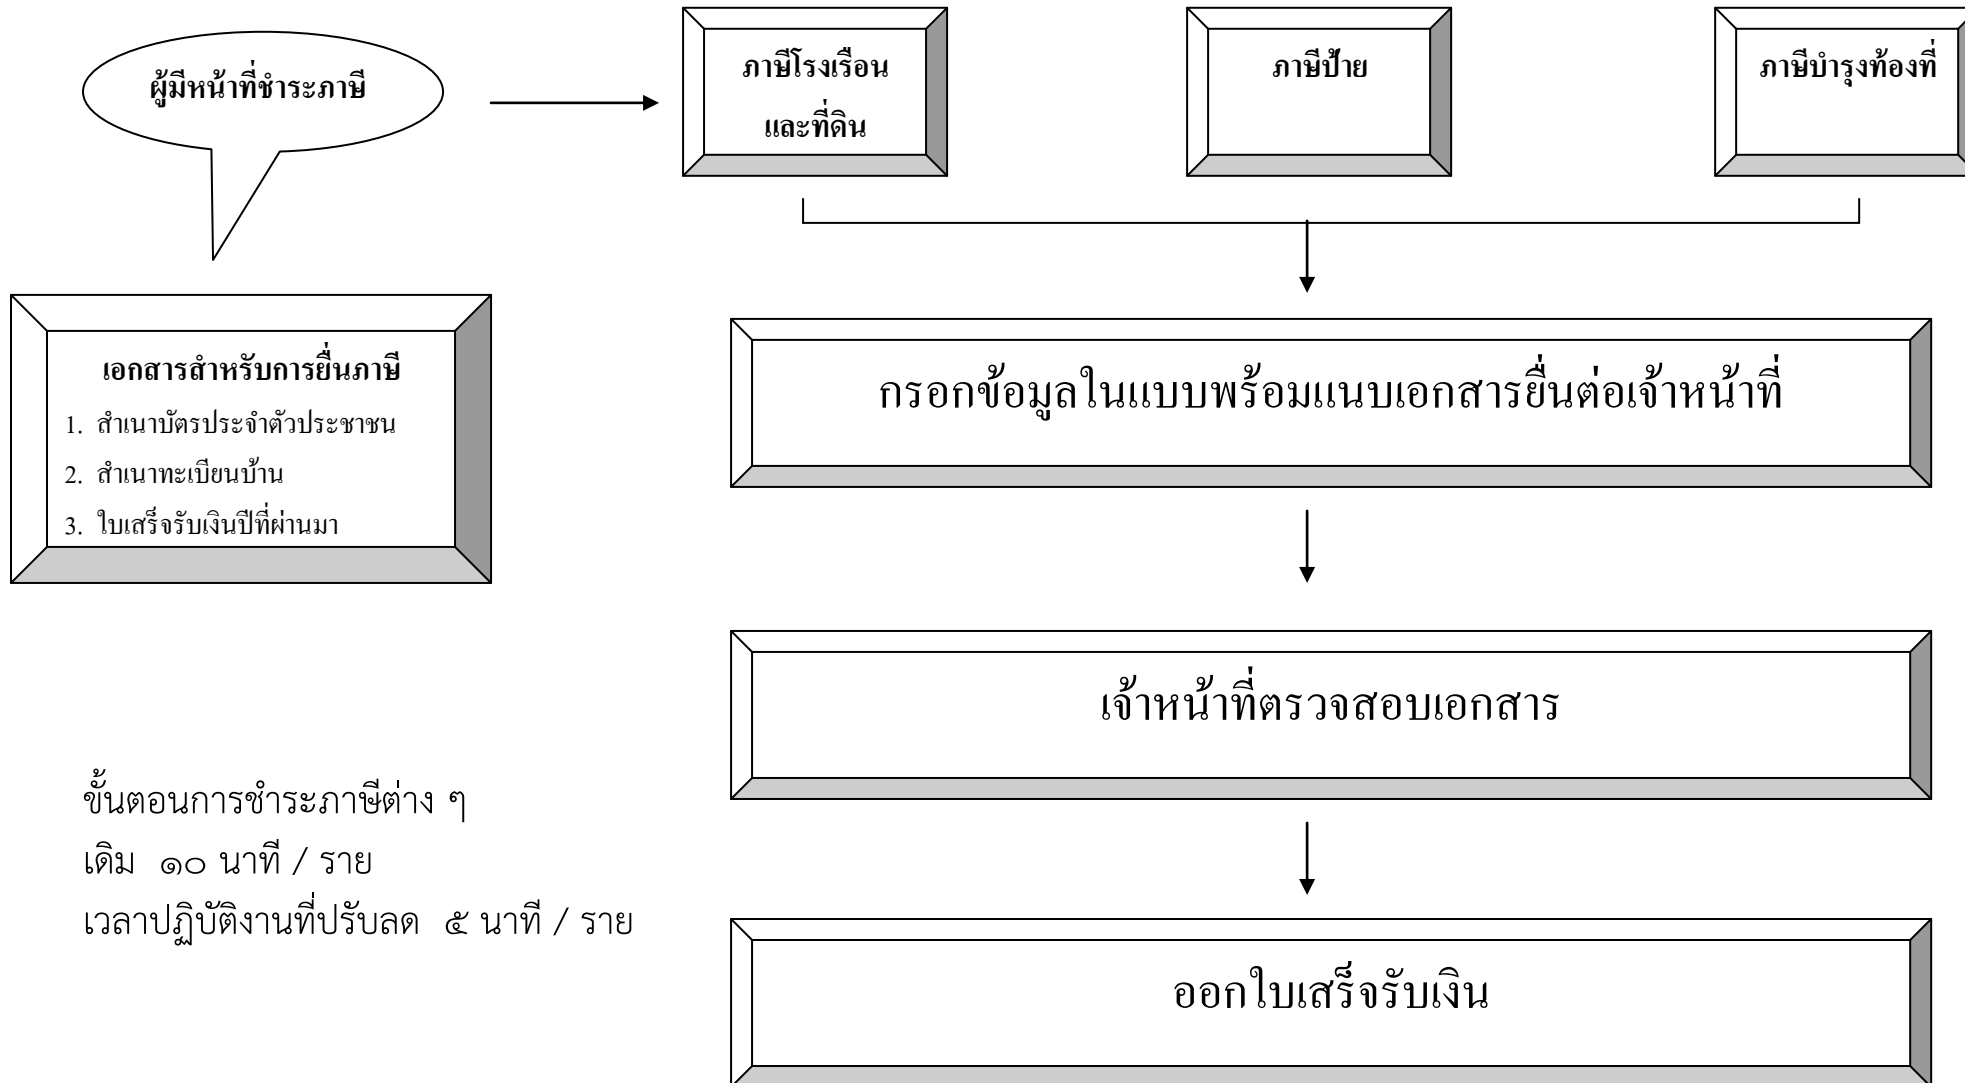 ผู้มีหน้าที่ชำระภาษี
ภาษีโรงเรือน
และที่ดิน
ภาษีป้าย
ภาษีบำรุงท้องที่
เอกสารสำหรับการยื่นภาษี
1. สำเนาบัตรประจำตัวประชาชน
2. สำเนาทะเบียนบ้าน
3. ใบเสร็จรับเงินปีที่ผ่านมา
กรอกข้อมูลในแบบพร้อมแนบเอกสารยื่นต่อเจ้าหน้าที่
เจ้าหน้าที่ตรวจสอบเอกสาร
ขั้นตอนการชำระภาษีต่าง ๆ
เดิม ๑๐ นาที / ราย
เวลาปฏิบัติงานที่ปรับลด ๕ นาที / ราย
ออกใบเสร็จรับเงิน